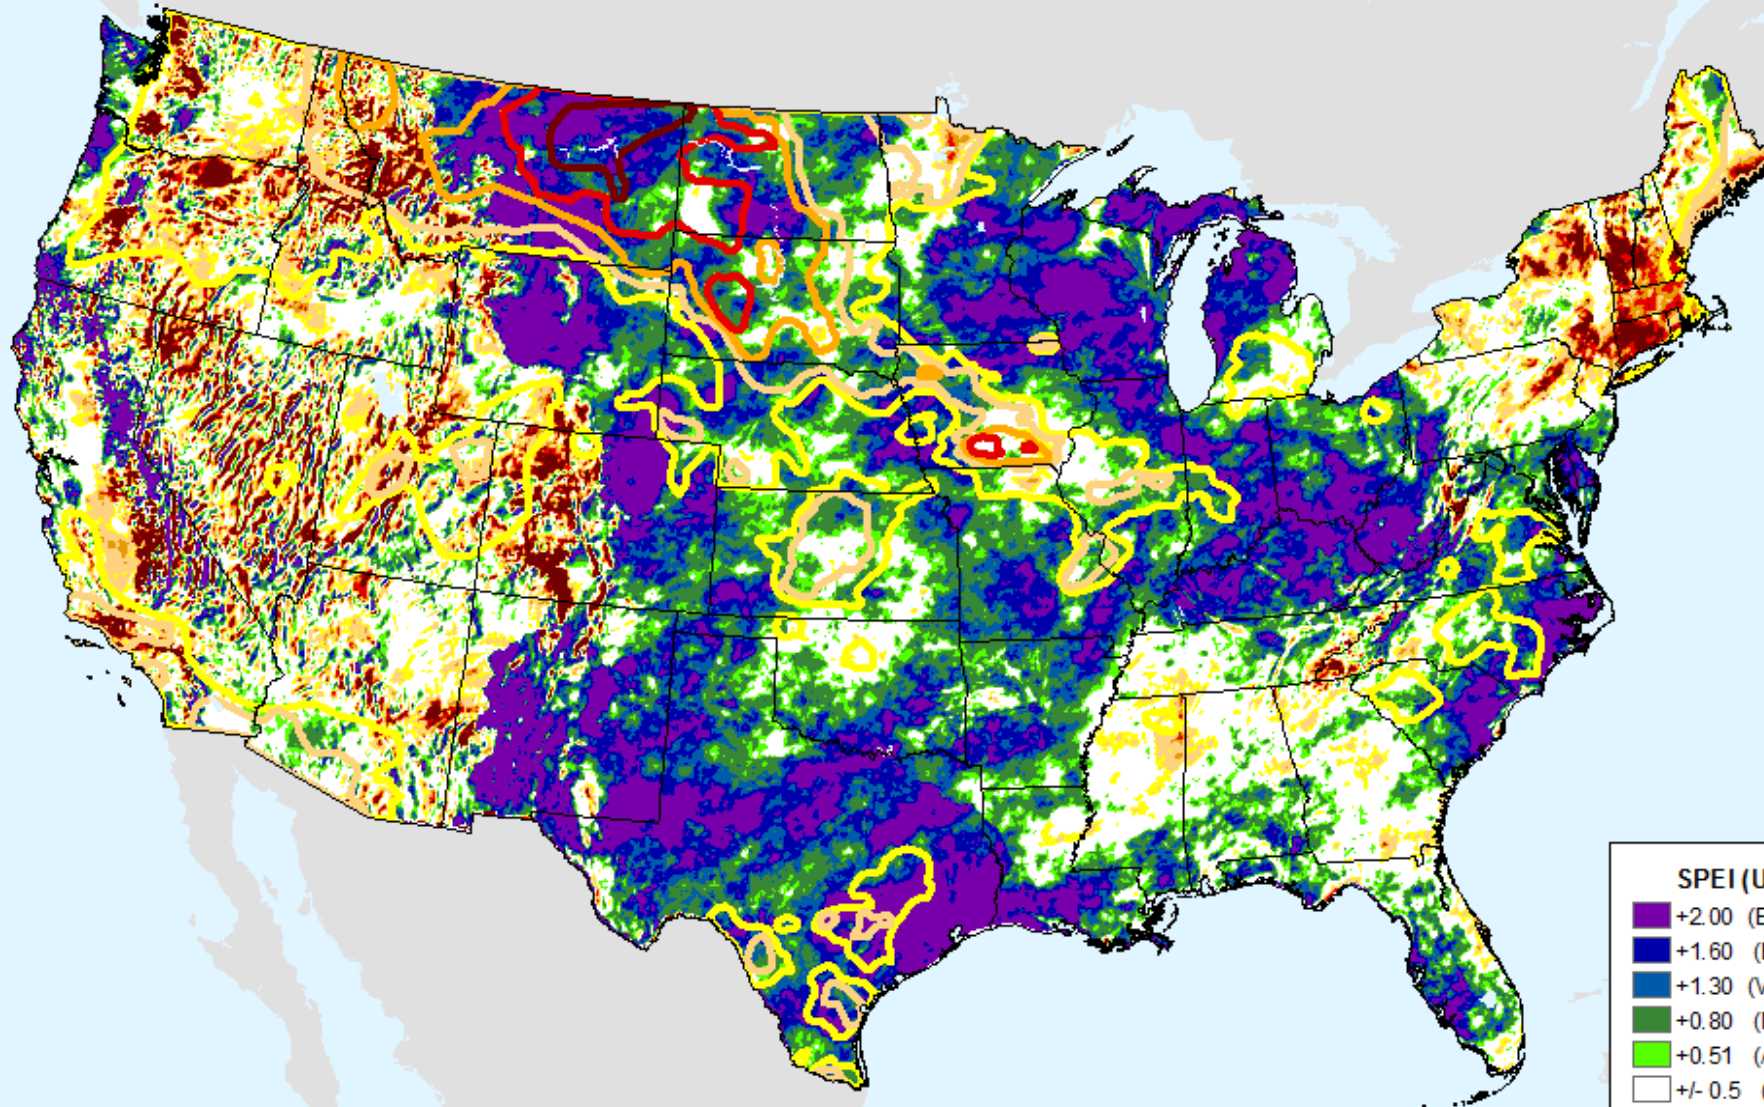 SPEI (U
+2.00 (E
+1.60 (
+1.30 (V
+0.80 (
+0.51 (
+/- 0.5 (